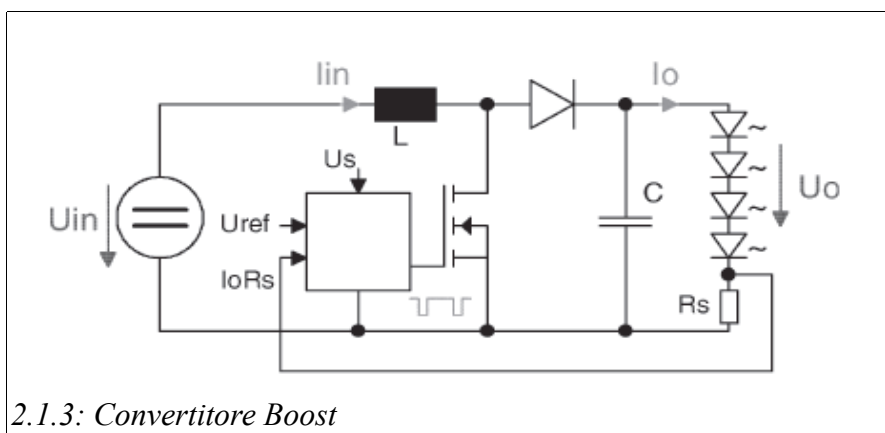 Iin
Io
L
Us
Uin
Uref
IoRs
C
Uo
Rs
2.1.3: Convertitore Boost